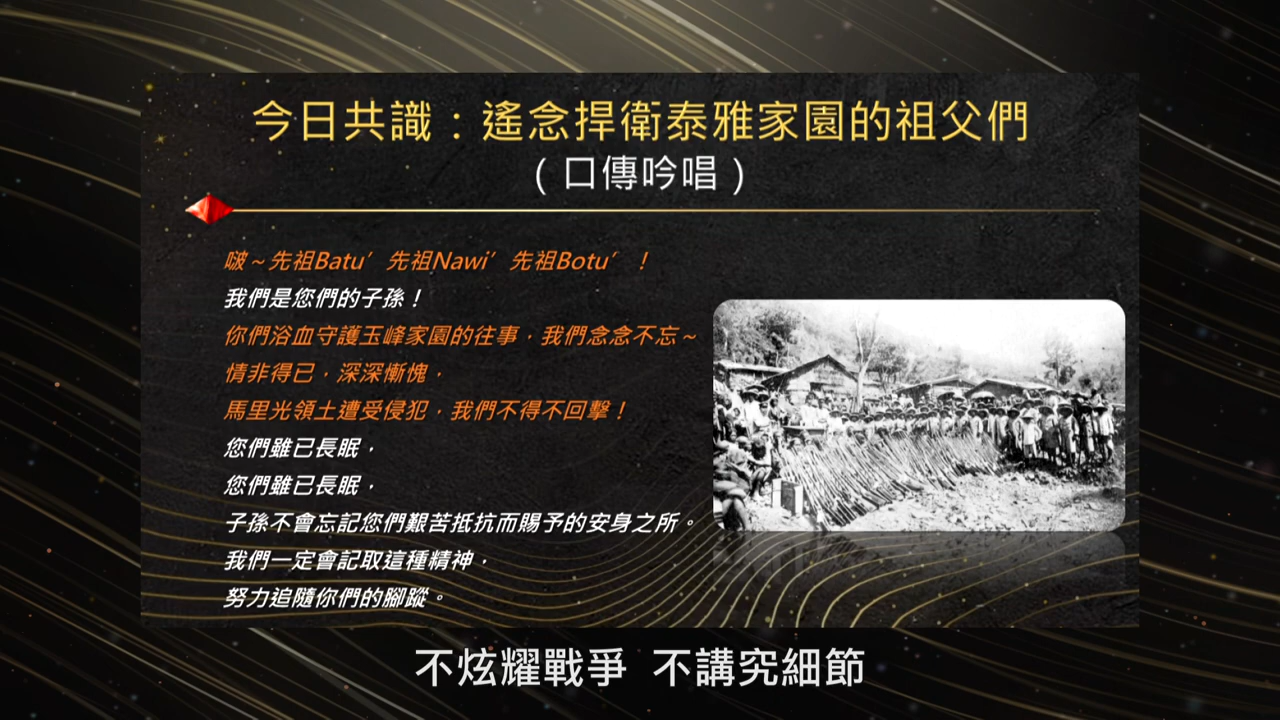 今日共識：遙念捍衛泰雅家園的祖父們
(口傳吟唱)
啵~先祖Batu′先祖Nawi′先祖Botu′！
我們是您們的子孫！
你們浴血守護玉峰家園的往事，我們念念不忘~
情非得已，深深慚愧，
馬里光領土遭受侵犯，我們不得不回擊！
您們雖已長眠，
您們雖已長眠，
子孫不會忘記您們艱苦抵抗而賜予的安身之所。
我們一定會記取這種精神，
努力追隨你們的腳蹤。
不炫耀戰爭 不講究細節